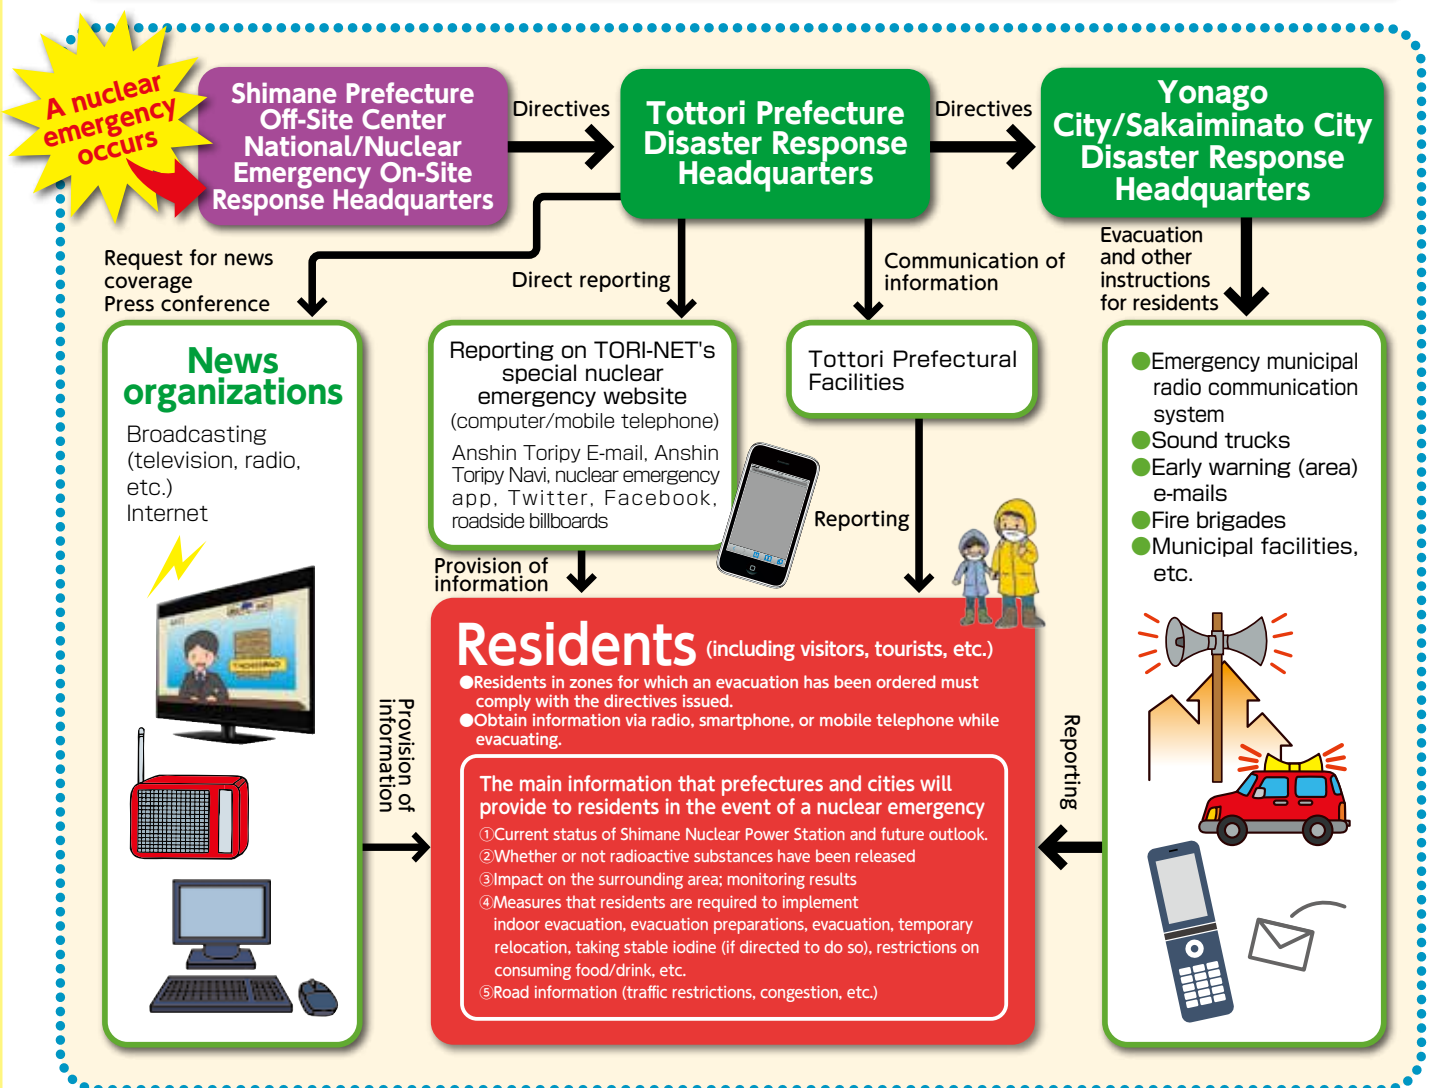 A nuclear
emergency
occurs
Shimane Prefecture
Off-Site Center
National/Nuclear
Emergency On-Site
Response Headquarters
Directives
Tottori Prefecture
Disaster Response
Headquarters
Directives
Yonago
City/Sakaiminato City
Disaster Response
Headquarters
Request for news
coverage
Press conference
Direct reporting
Communication of
information
Evacuation
and other
instructions
for residents
News
organizations
Broadcasting
(television, radio,
etc.)
Internet
Reporting on TORI-NET's
special nuclear
emergency website
(computer/mobile telephone)
Anshin Toripy E-mail, Anshin
Toripy Navi, nuclear emergency
app, Twitter, Facebook,
roadside billboards
Tottori Prefectural
Facilities
●Emergency municipal
radio communication
system
●Sound trucks
●Early warning (area)
e-mails
●Fire brigades
●Municipal facilities,
etc.
Provision of
information
Reporting
Provision of
information
Reporting
Residents (including visitors, tourists, etc.)
●Residents in zones for which an evacuation has been ordered must
comply with the directives issued.
●Obtain information via radio, smartphone, or mobile telephone while
evacuating.
The main information that prefectures and cities will
provide to residents in the event of a nuclear emergency
①Current status of Shimane Nuclear Power Station and future outlook.
②Whether or not radioactive substances have been released
③Impact on the surrounding area; monitoring results
④Measures that residents are required to implement
indoor evacuation, evacuation preparations, evacuation, temporary
relocation, taking stable iodine (if directed to do so), restrictions on
consuming food/drink, etc.
⑤Road information (traffic restrictions, congestion, etc.)